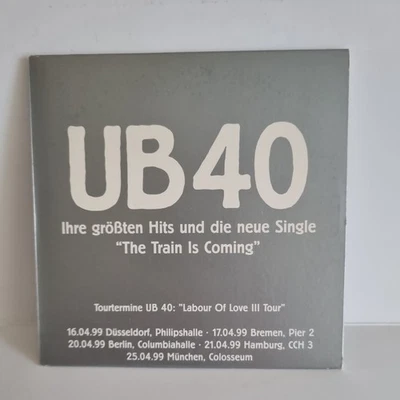 UB40
Ihre größten Hits und die neue Single
“The Train Is Coming”
Tourtermine UB 40: “Labour Of Love III Tour”
16.04.99 Düsseldorf, Philipshalle · 17.04.99 Bremen, Pier 2
20.04.99 Berlin, Columbiahalle · 21.04.99 Hamburg, CCH 3
25.04.99 München, Colosseum